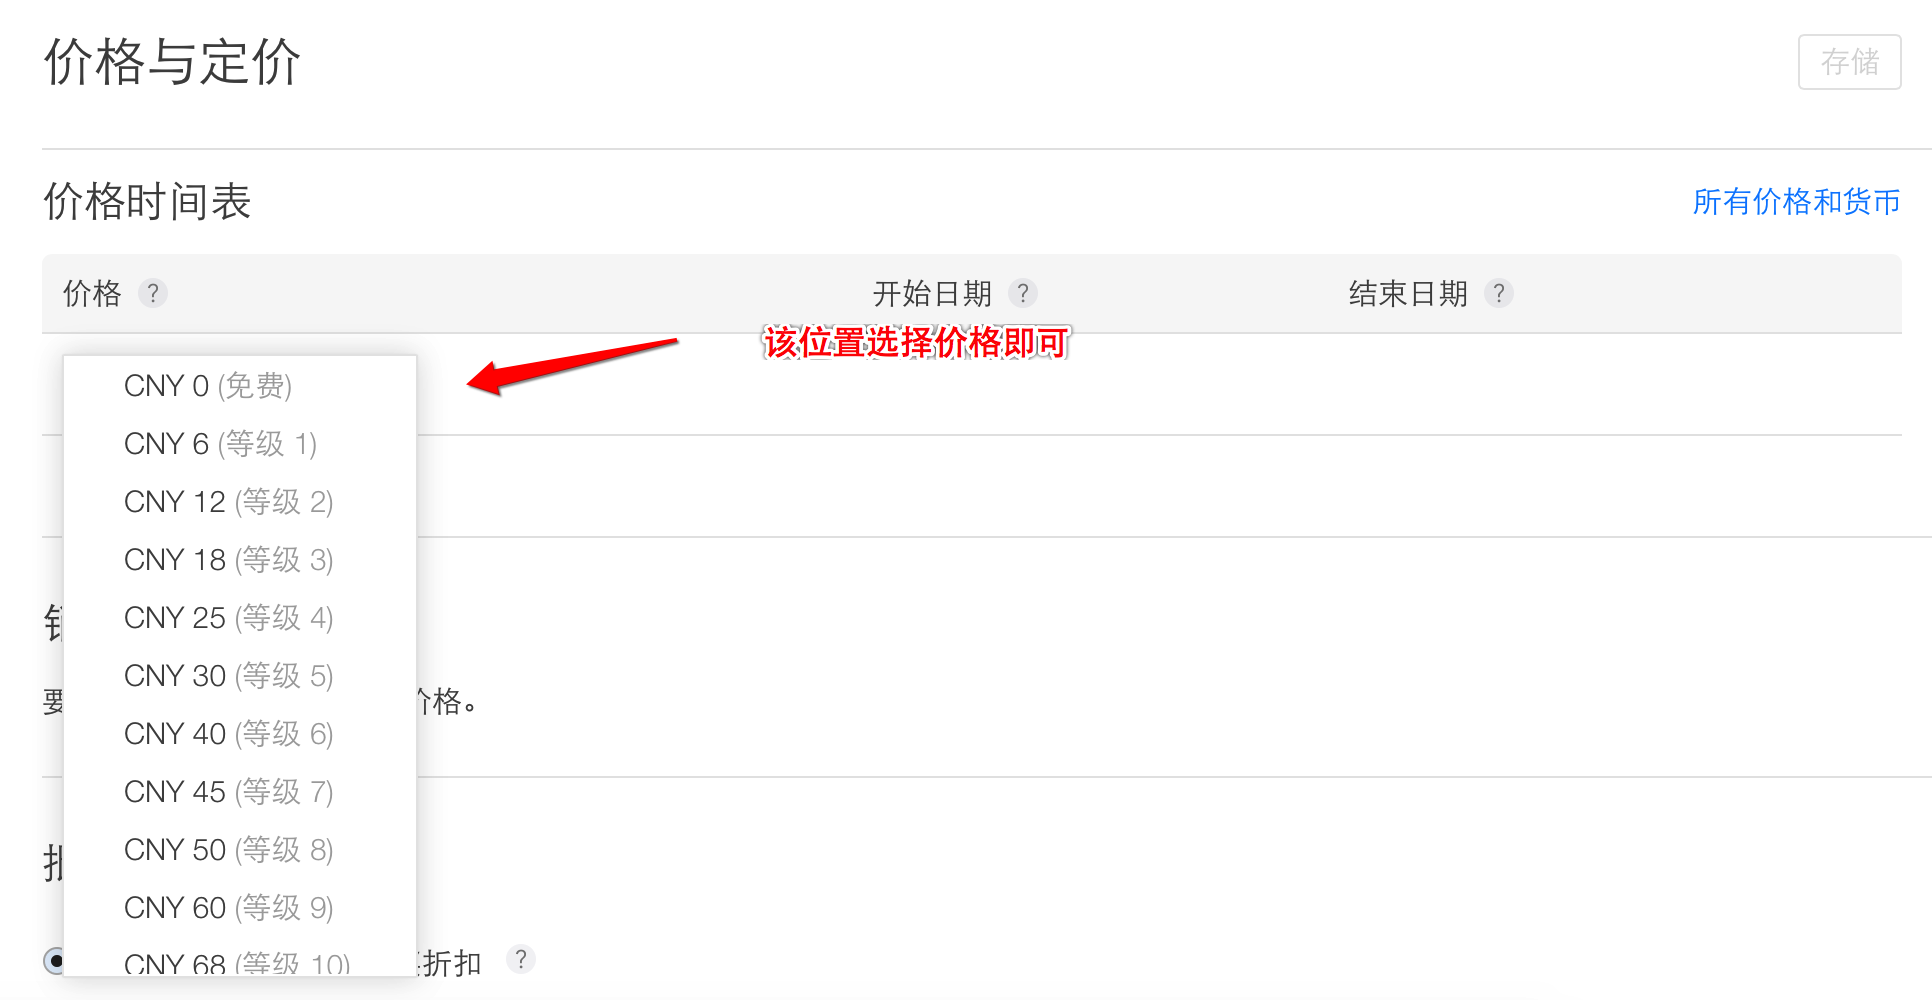 价格与定价
存储
价格时间表
所有价格和货币
价格 ? 开始日期 ? 结束日期 ?
该位置选择价格即可
CNY 0 (免费)
CNY 6 (等级 1)
CNY 12 (等级 2)
CNY 18 (等级 3)
CNY 25 (等级 4)
CNY 30 (等级 5)
要
价格。
CNY 40 (等级 6)
CNY 45 (等级 7)
CNY 50 (等级 8)
CNY 60 (等级 9)
CNY 68 (等级 10)
折扣 ?